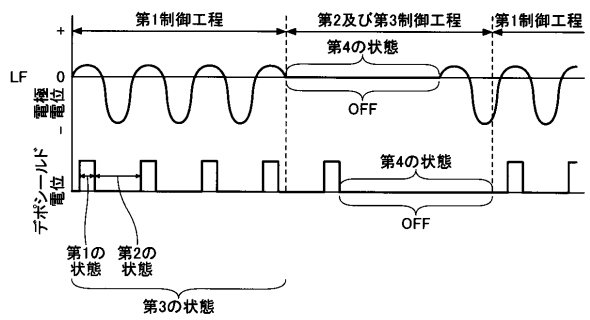 第1制御工程
第2及び第3制御工程
第1制御工程
+
第4の状態
LF
0
電極電位
OFF
-
第4の状態
デポシールド電位
OFF
第1の状態
第2の状態
第3の状態